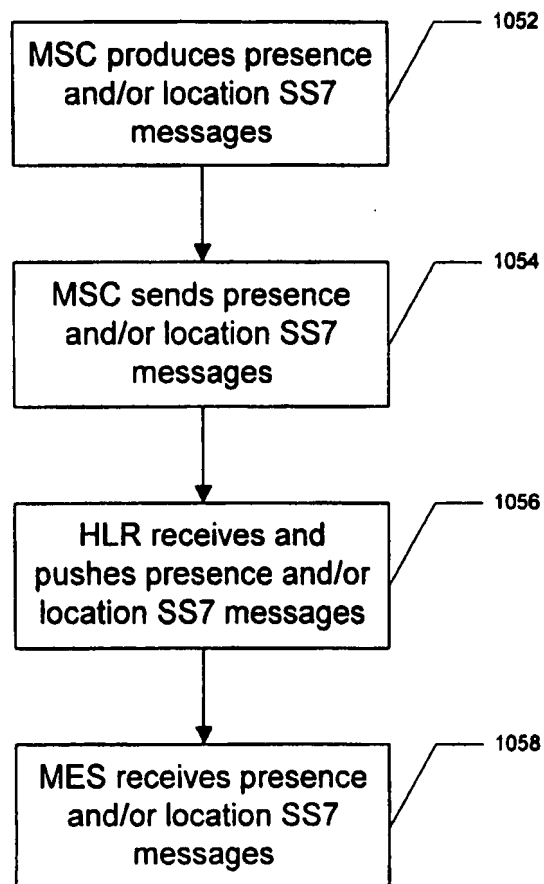 1052
MSC produces presence
and/or location SS7
messages
1054
MSC sends presence
and/or location SS7
messages
1056
HLR receives and
pushes presence and/or
location SS7 messages
1058
MES receives presence
and/or location SS7
messages